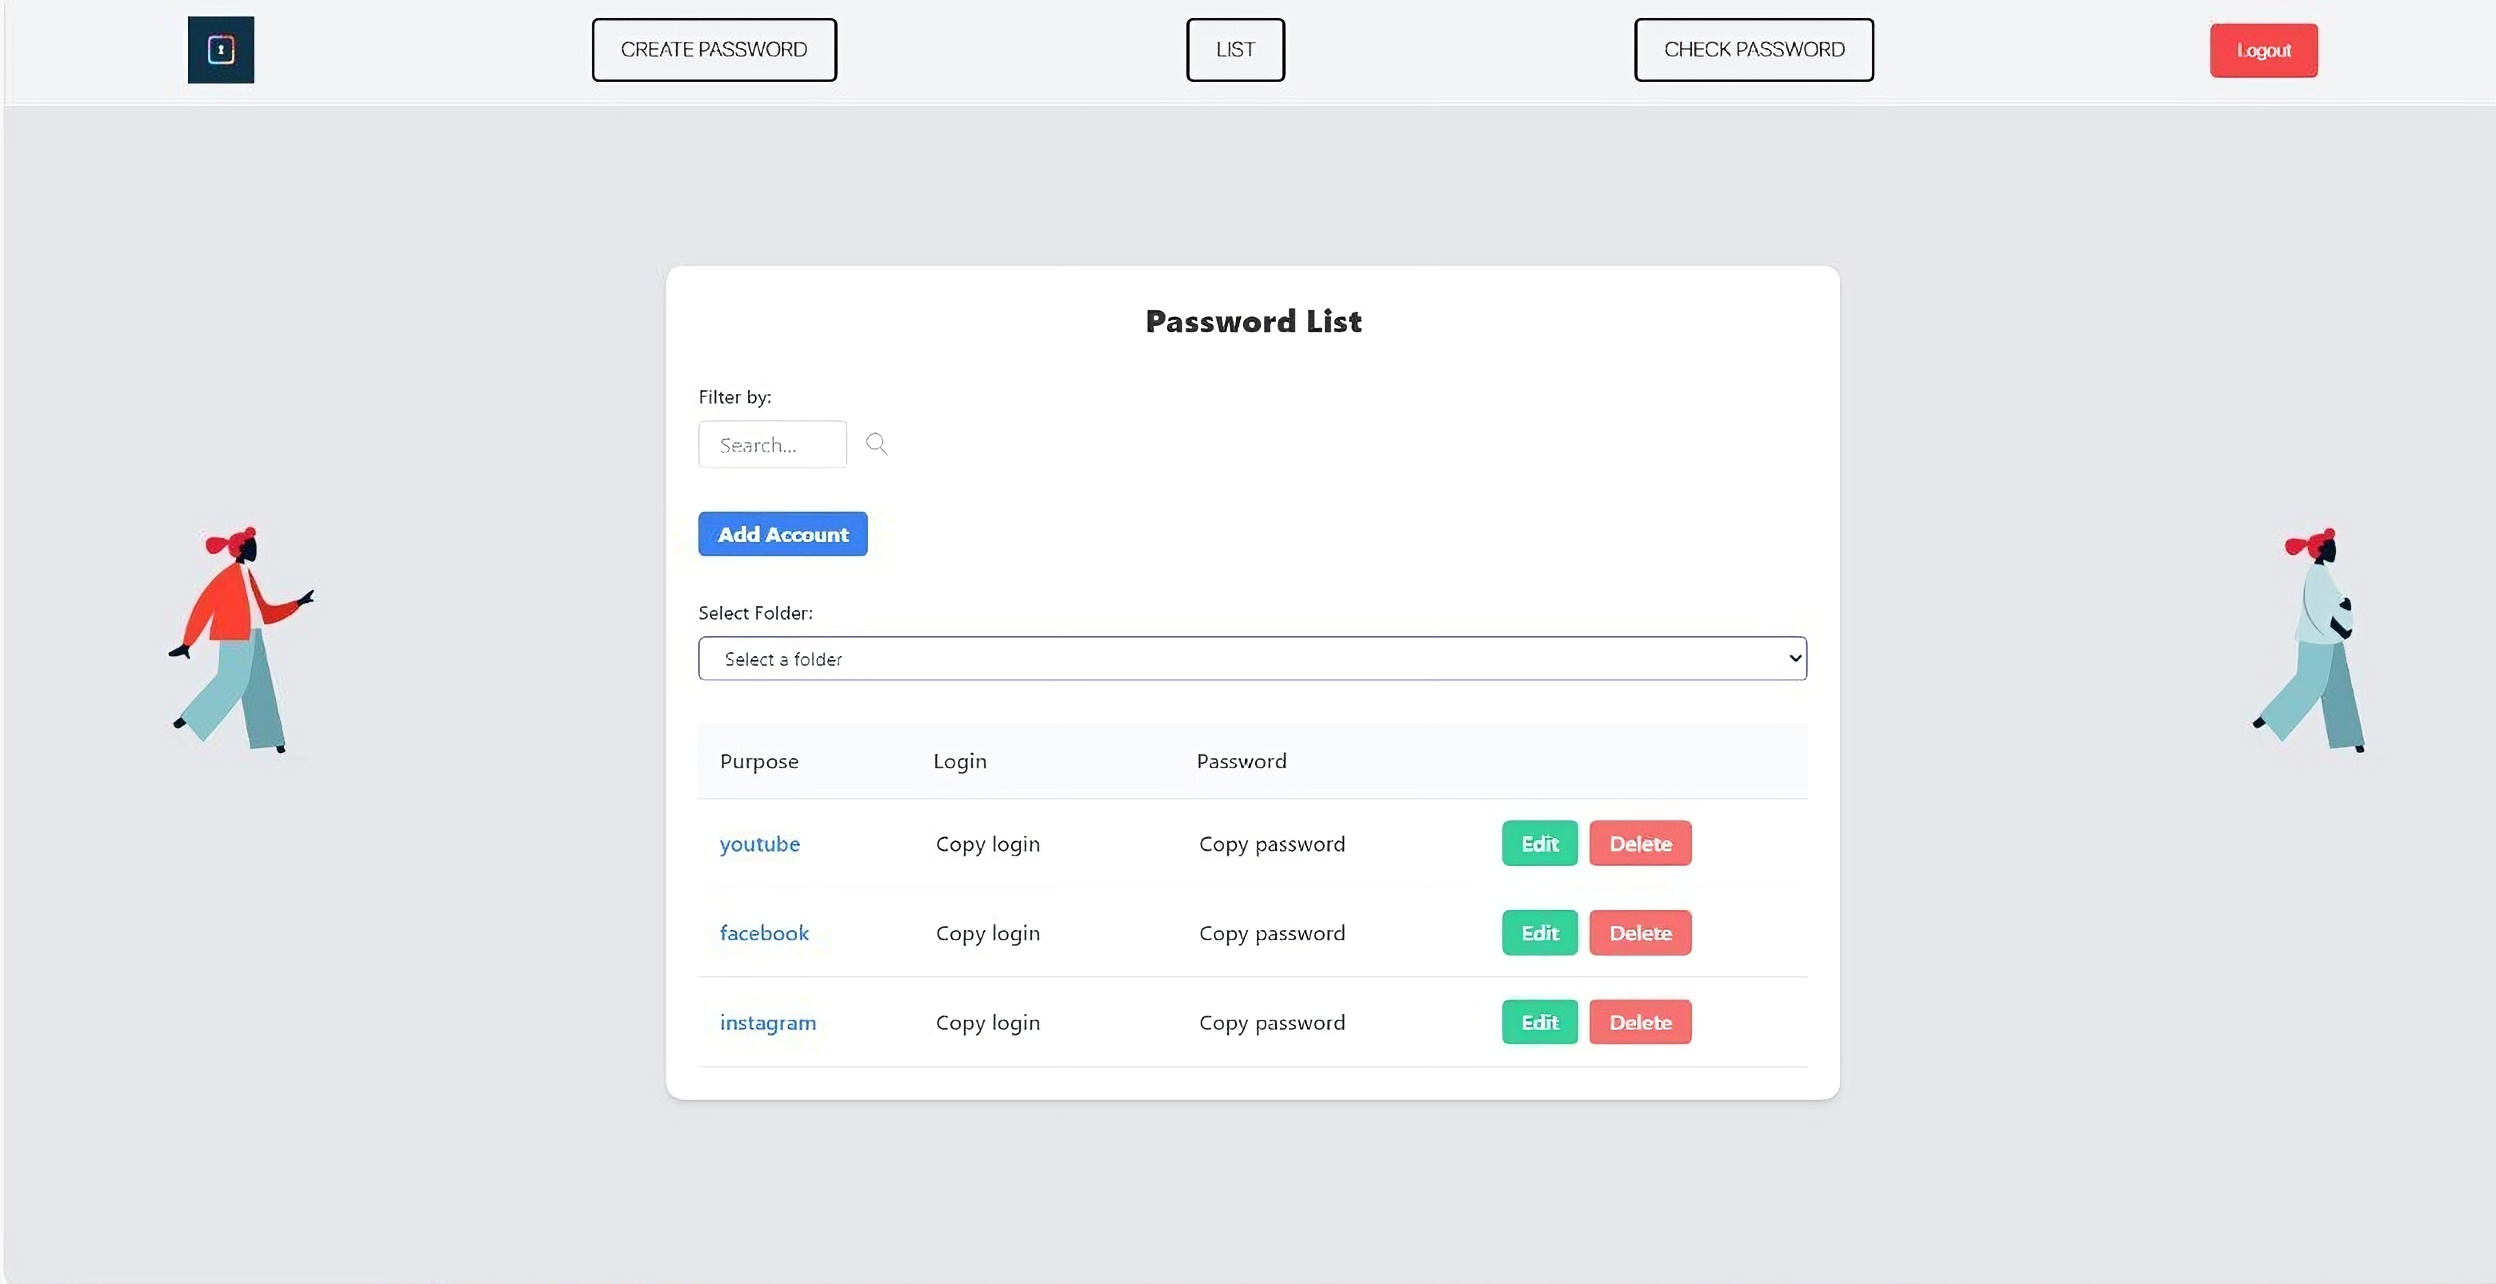 CREATE PASSWORD LIST CHECK PASSWORD Logout
Password List
Filter by:
Search...
Add Account
Select Folder:
Select a folder
Purpose Login Password
youtube Copy login Copy password Edit Delete
facebook Copy login Copy password Edit Delete
instagram Copy login Copy password Edit Delete